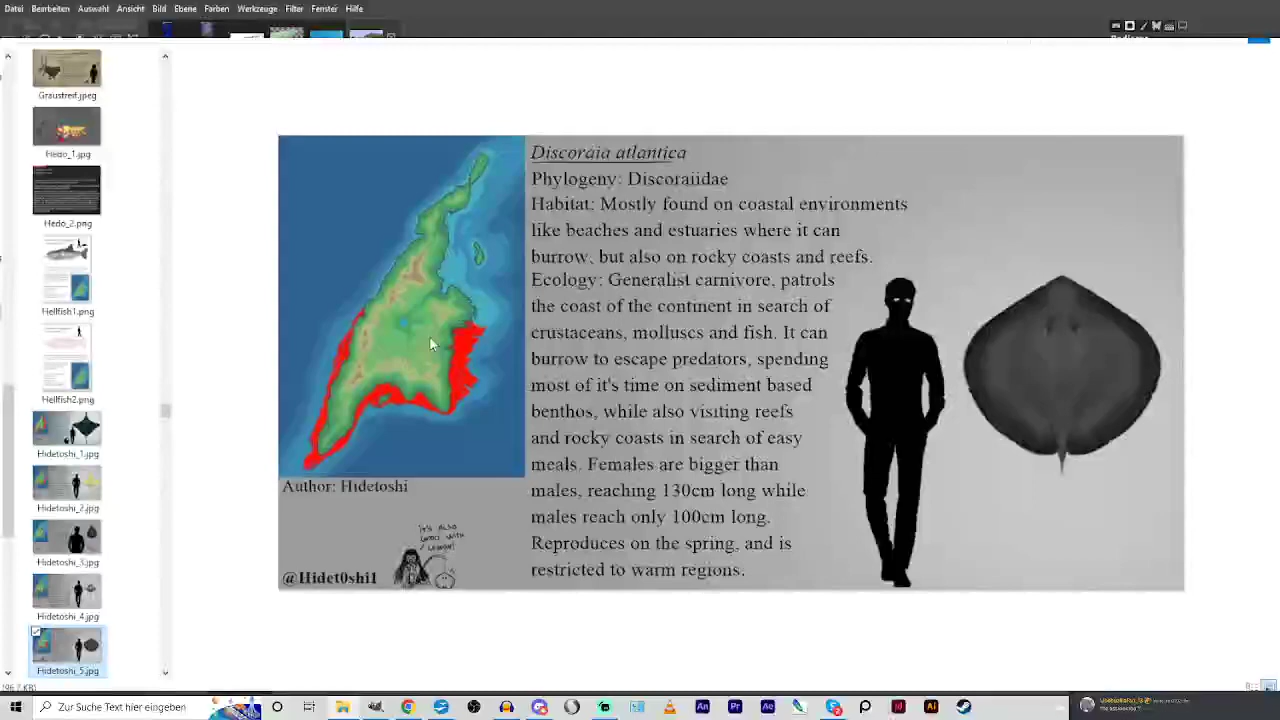 Datei Bearbeiten Auswahl Ansicht Bild Ebene Farben Werkzeuge Filter Fenster Hilfe
Graustreif.jpeg
Hedo_1.jpg
Hedo_2.png
Hellfish1.png
Hellfish2.png
Hidetoshi_1.jpg
Hidetoshi_2.jpg
Hidetoshi_3.jpg
Hidetoshi_4.jpg
Hidetoshi_5.jpg
Discoraia atlantica
Phylogeny: Discoraiidae
Habitat: Mostly found on coastal environments
like beaches and estuaries where it can
burrow, but also on rocky coasts and reefs.
Ecology: Generalist carnivore, patrols
the coast of the continent in search of
crustaceans, molluscs and fish. It can
burrow to escape predators, spending
most of it's time on sediment based
benthos, while also visiting reefs
and rocky coasts in search of easy
meals. Females are bigger than
males, reaching 130cm long while
males reach only 100cm long.
Reproduces on the spring, and is
restricted to warm regions.
Author: Hidetoshi
It's also
good with
lemon!
@Hidet0shi1
Zur Suche Text hier eingeben